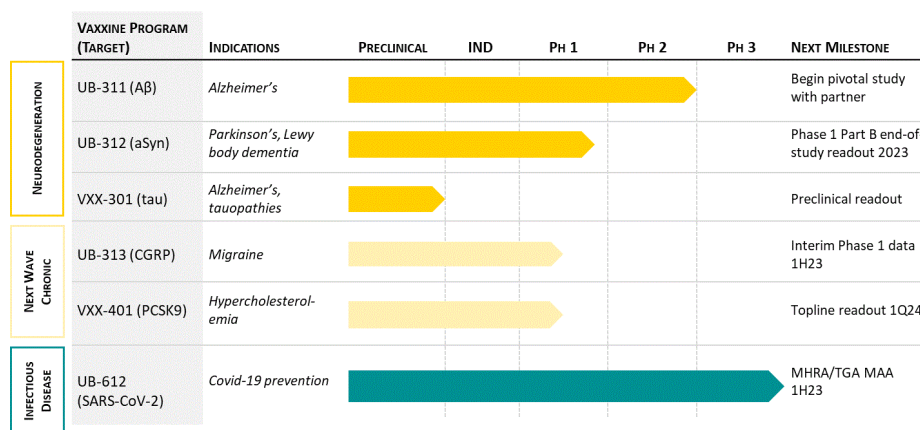 VAXXINE PROGRAM
(TARGET)
INDICATIONS
PRECLINICAL
IND
PH 1
PH 2
PH 3
NEXT MILESTONE
NEURODEGENERATION
UB-311 (Aβ)
Alzheimer's
Begin pivotal study
with partner
UB-312 (aSyn)
Parkinson's, Lewy
body dementia
Phase 1 Part B end-of
study readout 2023
VXX-301 (tau)
Alzheimer's,
tauopathies
Preclinical readout
NEXT WAVE
CHRONIC
UB-313 (CGRP)
Migraine
Interim Phase 1 data
1H23
VXX-401 (PCSK9)
Hypercholesterol-
emia
Topline readout 1Q24
INFECTIOUS
DISEASE
UB-612
(SARS-CoV-2)
Covid-19 prevention
MHRA/TGA MAA
1H23